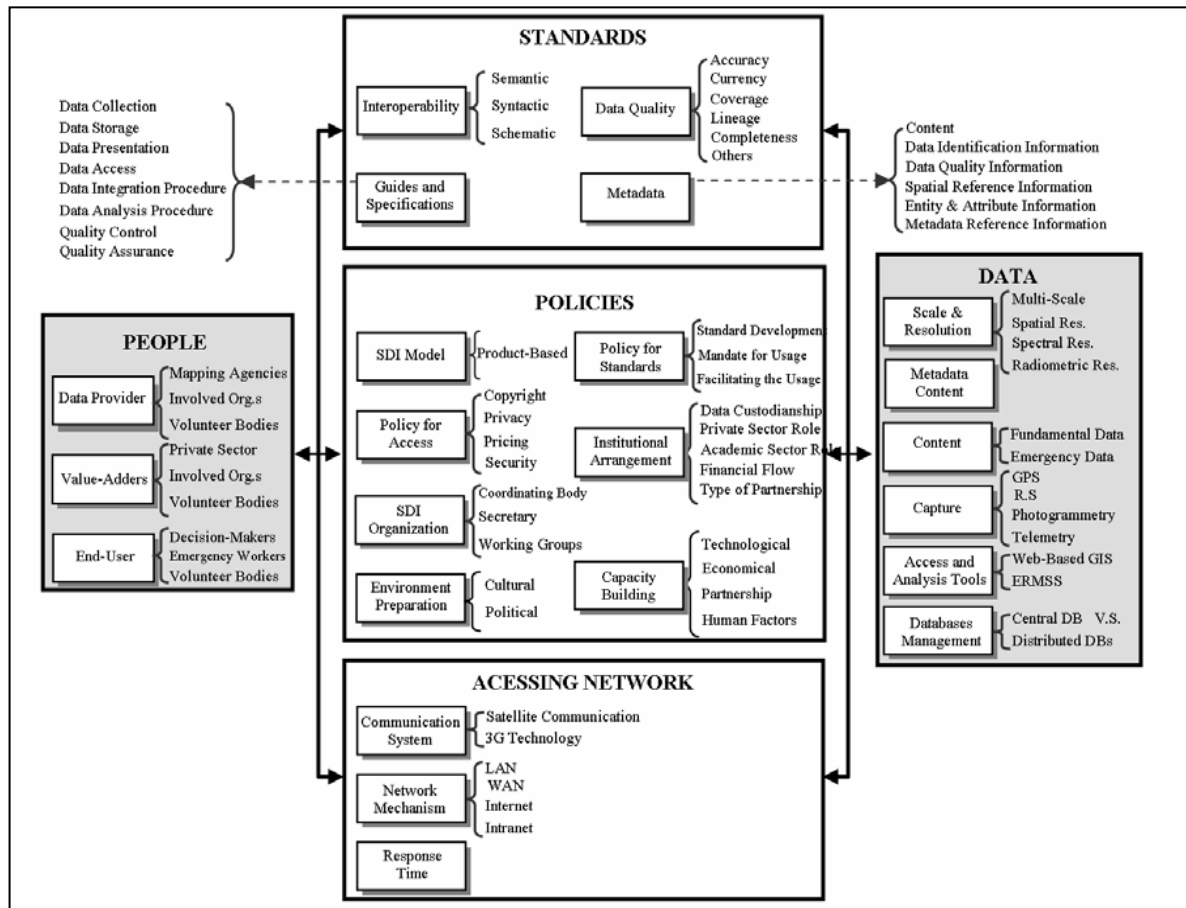 STANDARDS
Interoperability
Semantic
Syntactic
Schematic
Data Quality
Accuracy
Currency
Coverage
Lineage
Completeness
Others
Guides and
Specifications
Metadata
Data Collection
Data Storage
Data Presentation
Data Access
Data Integration Procedure
Data Analysis Procedure
Quality Control
Quality Assurance
Content
Data Identification Information
Data Quality Information
Spatial Reference Information
Entity & Attribute Information
Metadata Reference Information
PEOPLE
Data Provider
Mapping Agencies
Involved Org.s
Volunteer Bodies
Value-Adders
Private Sector
Involved Org.s
Volunteer Bodies
End-User
Decision-Makers
Emergency Workers
Volunteer Bodies
POLICIES
SDI Model
Product-Based
Policy for
Standards
Standard Development
Mandate for Usage
Facilitating the Usage
Policy for
Access
Copyright
Privacy
Pricing
Security
Institutional
Arrangement
Data Custodianship
Private Sector Role
Academic Sector Rol
Financial Flow
Type of Partnership
SDI
Organization
Coordinating Body
Secretary
Working Groups
Environment
Preparation
Cultural
Political
Capacity
Building
Technological
Economical
Partnership
Human Factors
DATA
Scale &
Resolution
Multi-Scale
Spatial Res.
Spectral Res.
Radiometric Res.
Metadata
Content
Content
Fundamental Data
Emergency Data
Capture
GPS
R.S
Photogrammetry
Telemetry
Access and
Analysis Tools
Web-Based GIS
ERMSS
Databases
Management
Central DB V.S.
Distributed DBs
ACESSING NETWORK
Communication
System
Satellite Communication
3G Technology
Network
Mechanism
LAN
WAN
Internet
Intranet
Response
Time